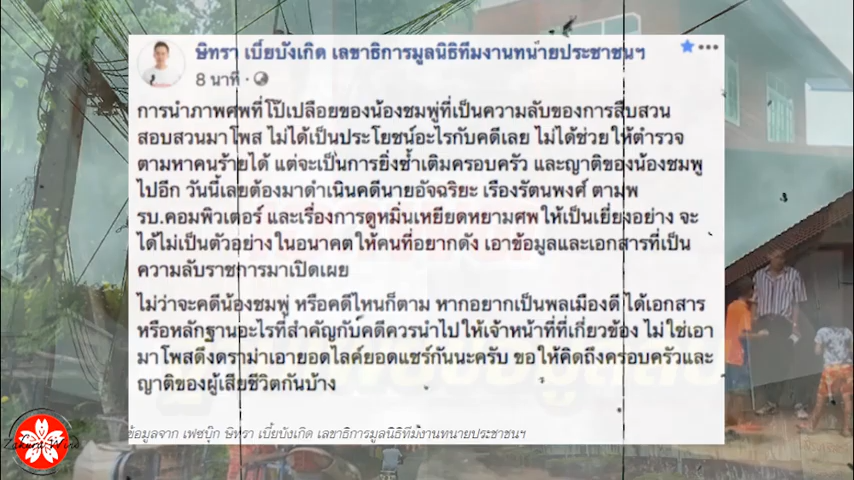 ษิทรา เบี้ยบังเกิด เลขาธิการมูลนิธิทีมงานทนายประชาชนฯ
8 นาที ·
การนำภาพศพที่โป๊เปลือยของน้องชมพู่ที่เป็นความลับของการสืบสวน
สอบสวนมาโพส ไม่ได้เป็นประโยชน์อะไรกับคดีเลย ไม่ได้ช่วยให้ตำรวจ
ตามหาคนร้ายได้ แต่จะเป็นการยิ่งซ้ำเติมครอบครัว และญาติของน้องชมพู่
ไปอีก วันนี้เลยต้องมาดำเนินคดีนายอัจฉริยะ เรืองรัตนพงศ์ ตามพ
รบ.คอมพิวเตอร์ และเรื่องการดูหมิ่นเหยียดหยามศพ ให้เป็นเยี่ยงอย่าง จะ
ได้ไม่เป็นตัวอย่างในอนาคตให้คนที่อยากดัง เอาข้อมูลและเอกสารที่เป็น
ความลับราชการมาเปิดเผย
ไม่ว่าจะคดีน้องชมพู่ หรือคดีไหนก็ตาม หากอยากเป็นพลเมืองดี ได้เอกสาร
หรือหลักฐานอะไรที่สำคัญกับคดีควรนำไปให้เจ้าหน้าที่ที่เกี่ยวข้อง ไม่ใช่เอา
มาโพสดึงดราม่าเอายอดไลค์ยอดแชร์กันนะครับ ขอให้คิดถึงครอบครัวและ
ญาติของผู้เสียชีวิตกันบ้าง
ข้อมูลจาก เฟซบุ๊ก ษิทรา เบี้ยบังเกิด เลขาธิการมูลนิธิทีมงานทนายประชาชนฯ